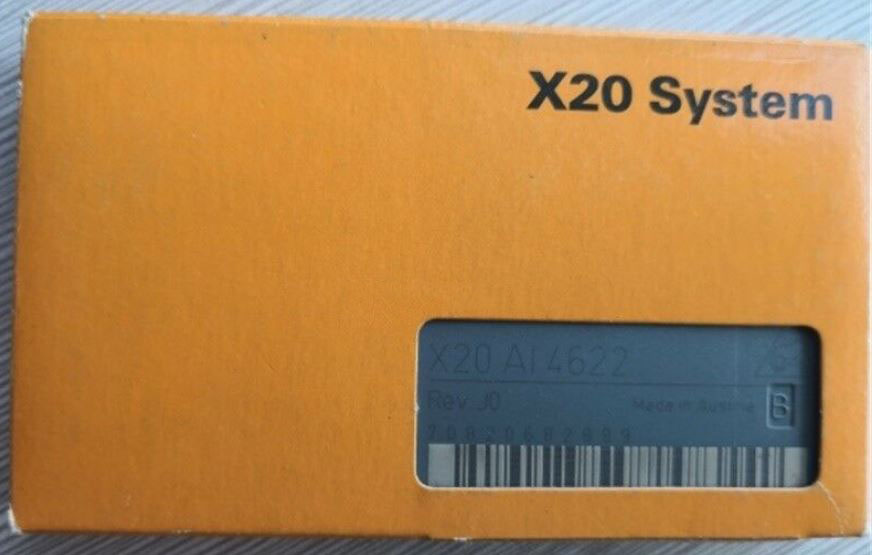 X20 System
X20 AI 4622
Rev. J0 Made in Austria B